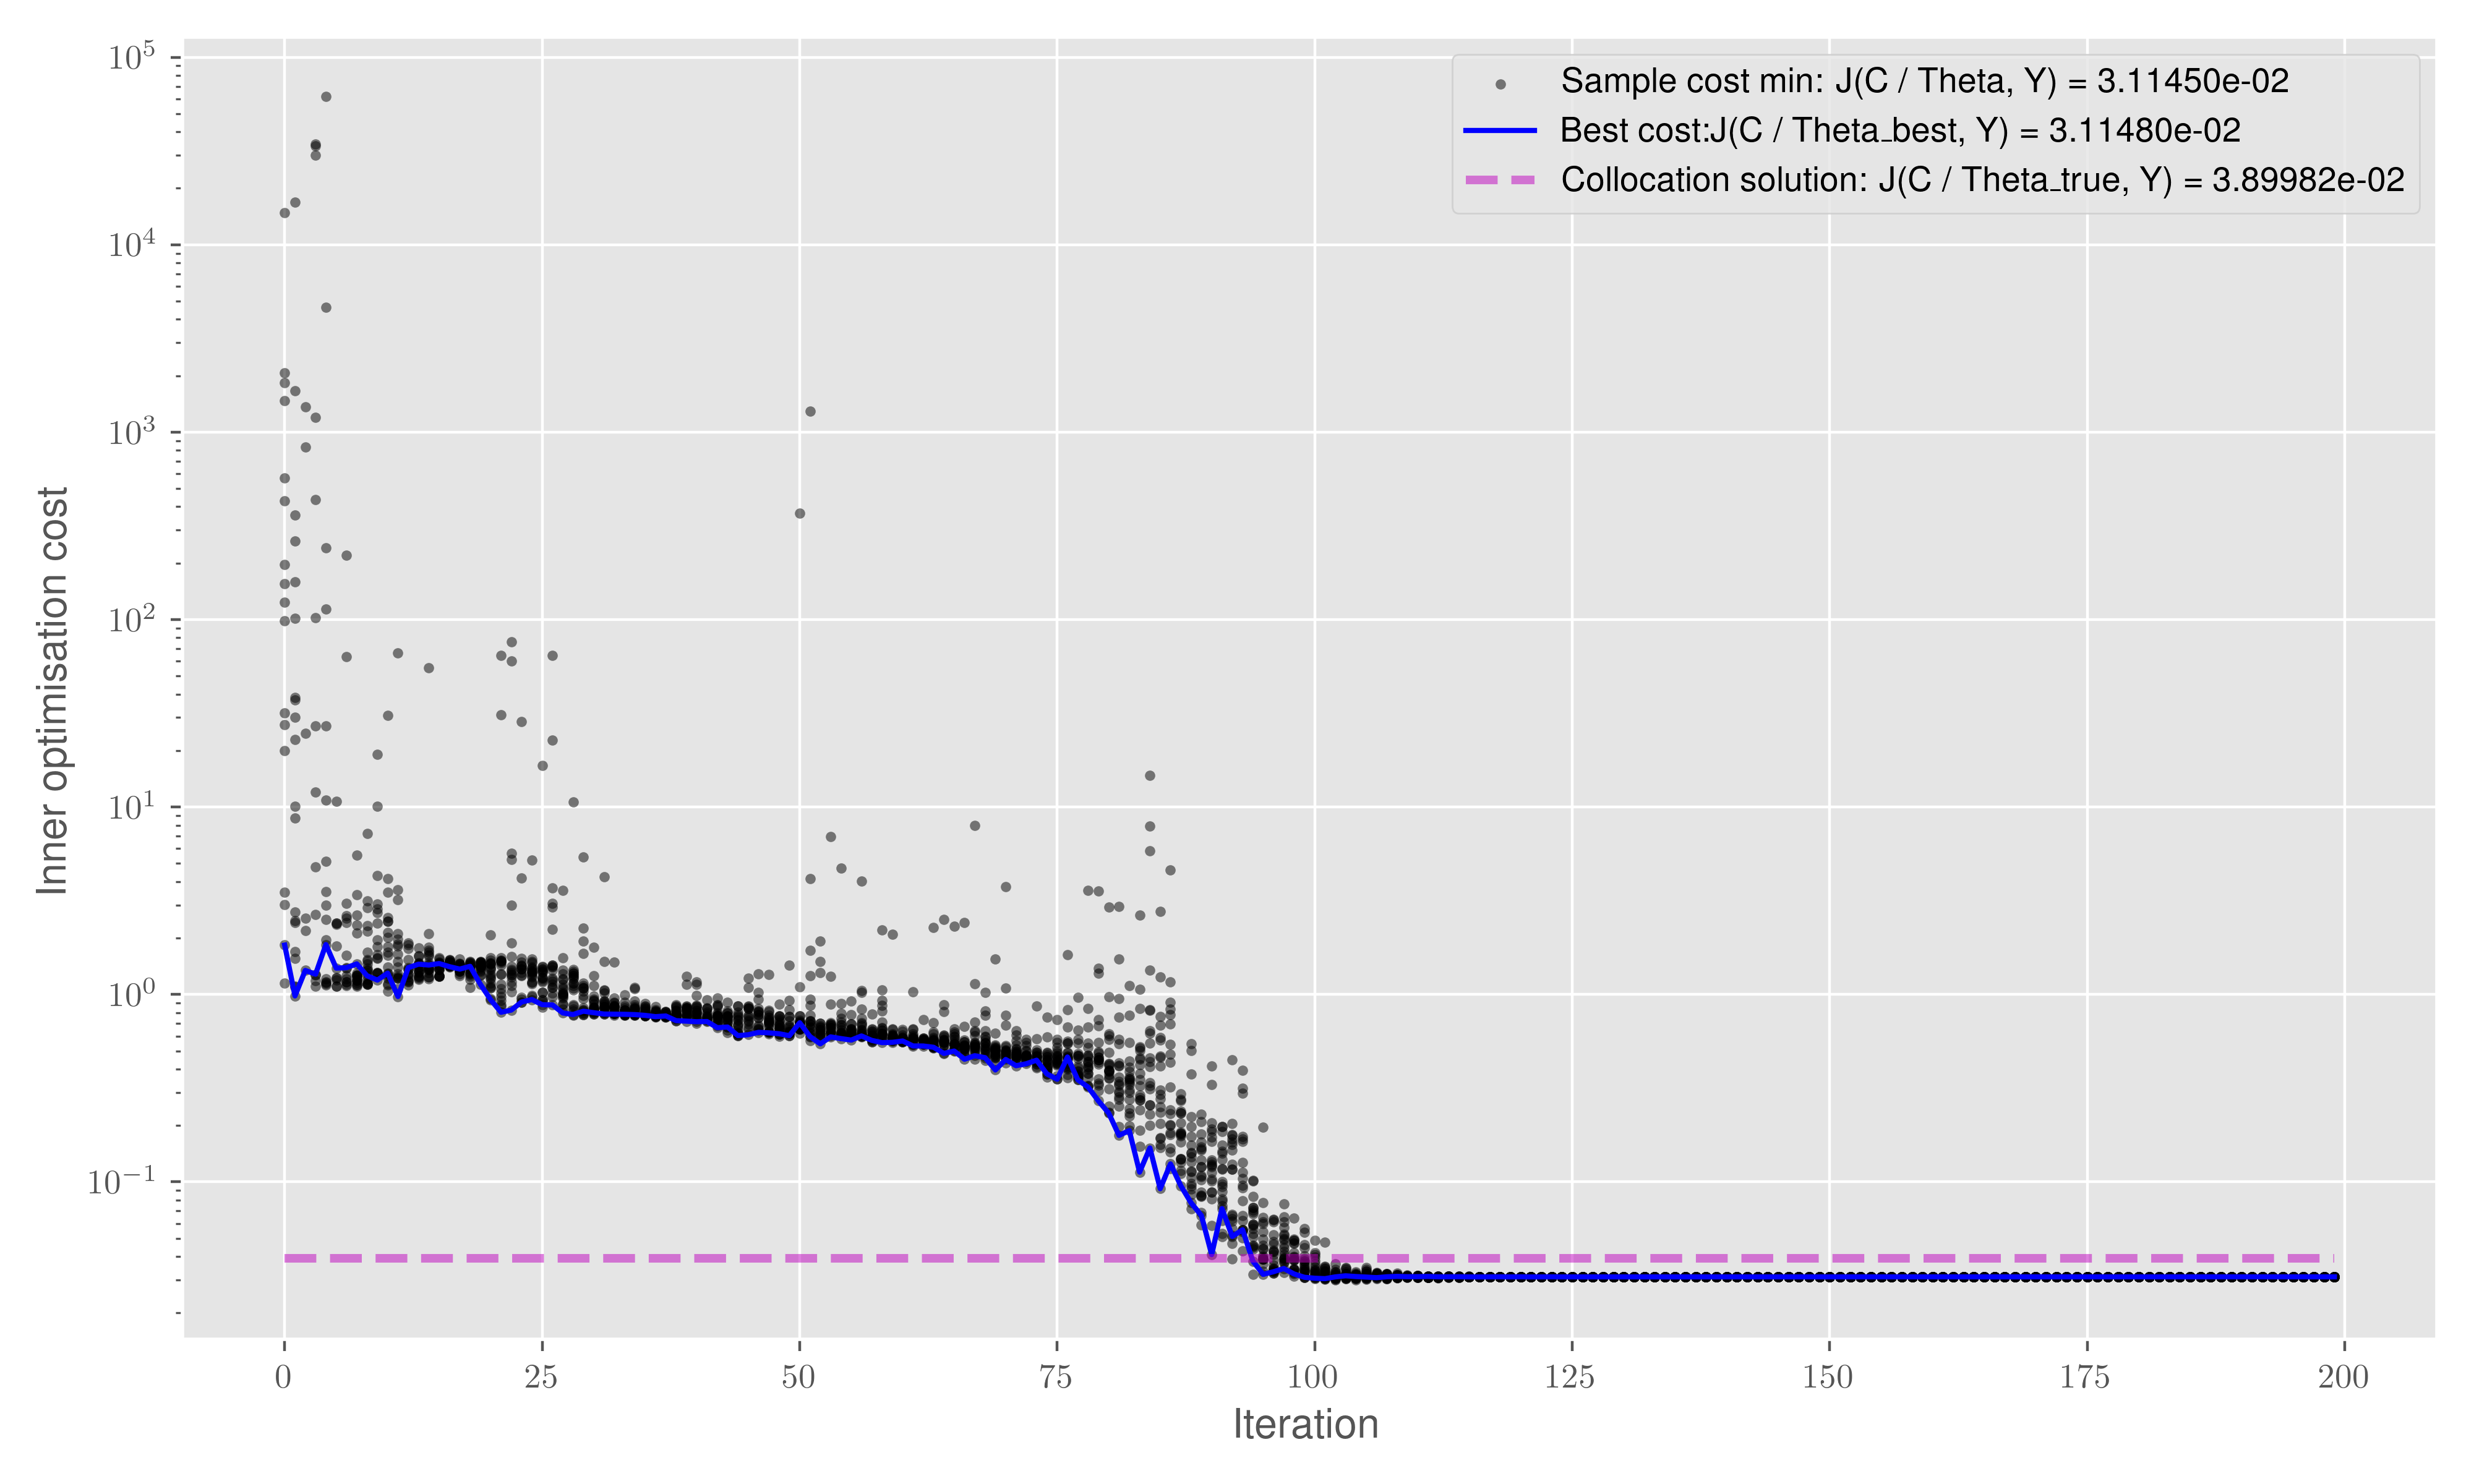 10^5
10^4
10^3
10^2
10^1
10^0
10^−1
Inner optimisation cost
Sample cost min: J(C / Theta, Y) = 3.11450e-02
Best cost:J(C / Theta_best, Y) = 3.11480e-02
Collocation solution: J(C / Theta_true, Y) = 3.89982e-02
0 25 50 75 100 125 150 175 200
Iteration